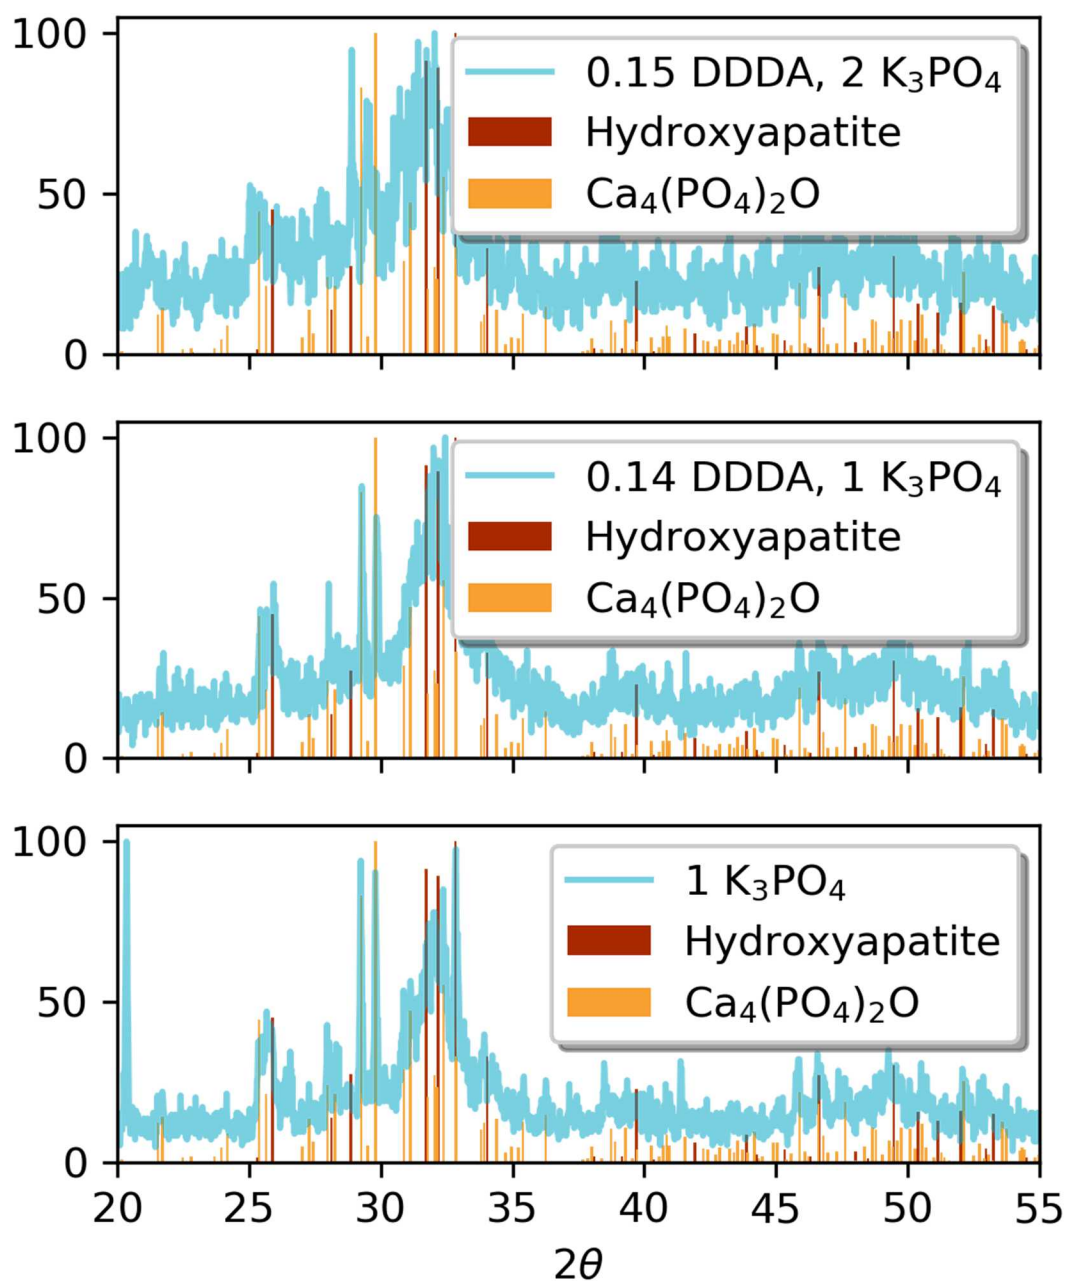 100
0.15 DDDA, 2 K₃PO₄
Hydroxyapatite
50
Ca₄(PO₄)₂O
0
100
0.14 DDDA, 1 K₃PO₄
Hydroxyapatite
50
Ca₄(PO₄)₂O
0
100
1 K₃PO₄
Hydroxyapatite
50
Ca₄(PO₄)₂O
0
20 25 30 35 40 45 50 55
2θ